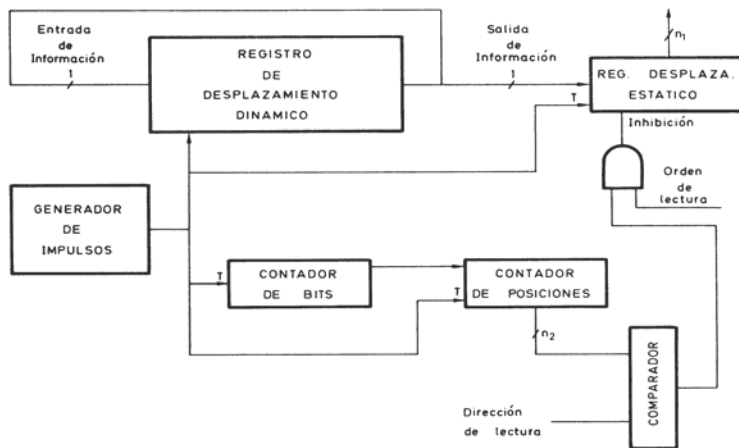 Entrada
de
Información
1
REGISTRO
DE
DESPLAZAMIENTO
DINAMICO
Salida
de
Información
1
n1
REG. DESPLAZA.
ESTATICO
T
Inhibición
Orden
de
lectura
GENERADOR
DE
IMPULSOS
T
CONTADOR
DE BITS
T
CONTADOR
DE POSICIONES
n2
COMPARADOR
Dirección
de lectura